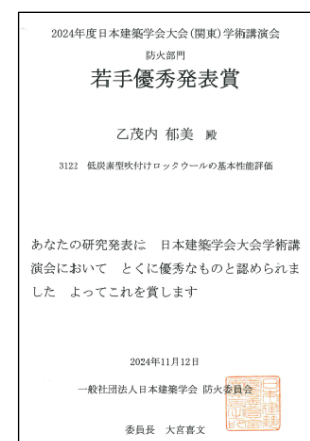 2024年度日本建築学会大会(関東)学術講演会
防火部門
若手優秀発表賞
乙茂内 郁美 殿
3122 低炭素型吹付けロックウールの基本性能評価
あなたの研究発表は 日本建築学会大会学術講
演会において とくに優秀なものと認められま
した よってこれを賞します
2024年11月12日
一般社団法人日本建築学会 防火委員会
委員長 大宮喜文